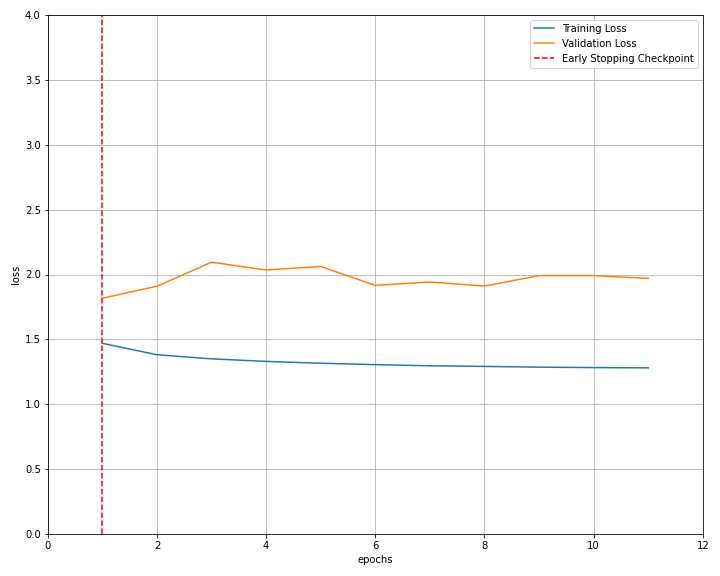 4.0
3.5
3.0
2.5
2.0
1.5
1.0
0.5
0.0
loss
Training Loss
Validation Loss
Early Stopping Checkpoint
0 2 4 6 8 10 12
epochs